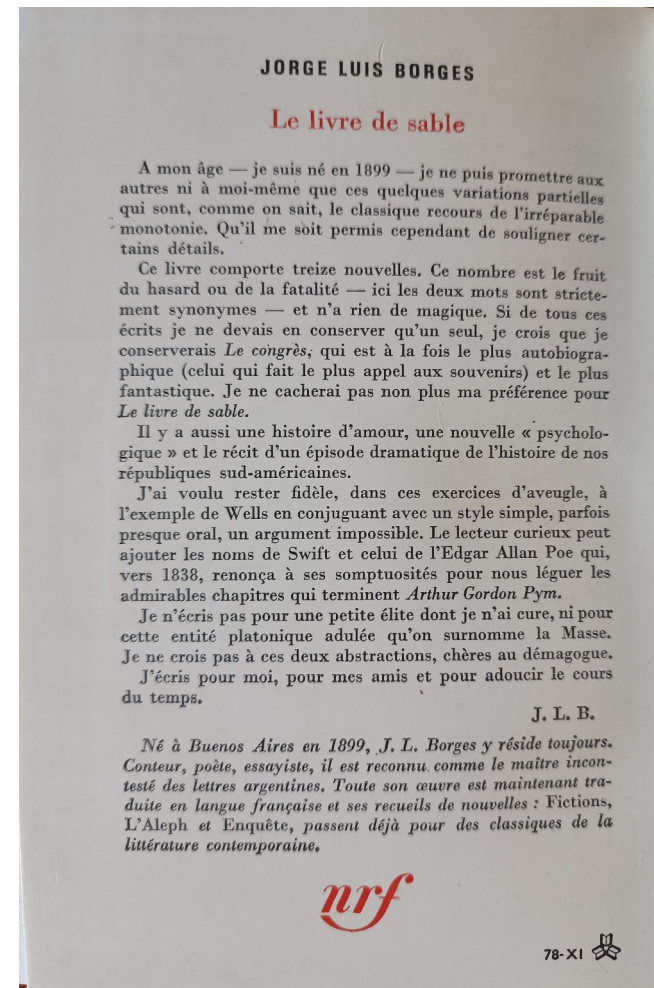 JORGE LUIS BORGES
Le livre de sable
A mon âge — je suis né en 1899 — je ne puis promettre aux
autres ni à moi-même que ces quelques variations partielles
qui sont, comme on sait, le classique recours de l'irréparable
monotonie. Qu'il me soit permis cependant de souligner cer-
tains détails.
Ce livre comporte treize nouvelles. Ce nombre est le fruit
du hasard ou de la fatalité — ici les deux mots sont stricte-
ment synonymes — et n'a rien de magique. Si de tous ces
écrits je ne devais en conserver qu'un seul, je crois que je
conserverais Le congrès, qui est à la fois le plus autobiogra-
phique (celui qui fait le plus appel aux souvenirs) et le plus
fantastique. Je ne cacherai pas non plus ma préférence pour
Le livre de sable.
Il y a aussi une histoire d'amour, une nouvelle « psycholo-
gique » et le récit d'un épisode dramatique de l'histoire de nos
républiques sud-américaines.
J'ai voulu rester fidèle, dans ces exercices d'aveugle, à
l'exemple de Wells en conjuguant avec un style simple, parfois
presque oral, un argument impossible. Le lecteur curieux peut
ajouter les noms de Swift et celui de l'Edgar Allan Poe qui,
vers 1838, renonça à ses somptuosités pour nous léguer les
admirables chapitres qui terminent Arthur Gordon Pym.
Je n'écris pas pour une petite élite dont je n'ai cure, ni pour
cette entité platonique adulée qu'on surnomme la Masse.
Je ne crois pas à ces deux abstractions, chères au démagogue.
J'écris pour moi, pour mes amis et pour adoucir le cours
du temps.
J. L. B.
Né à Buenos Aires en 1899, J. L. Borges y réside toujours.
Conteur, poète, essayiste, il est reconnu comme le maître incon-
testé des lettres argentines. Toute son œuvre est maintenant tra-
duite en langue française et ses recueils de nouvelles : Fictions,
L'Aleph et Enquête, passent déjà pour des classiques de la
littérature contemporaine.
nrf
78-XI